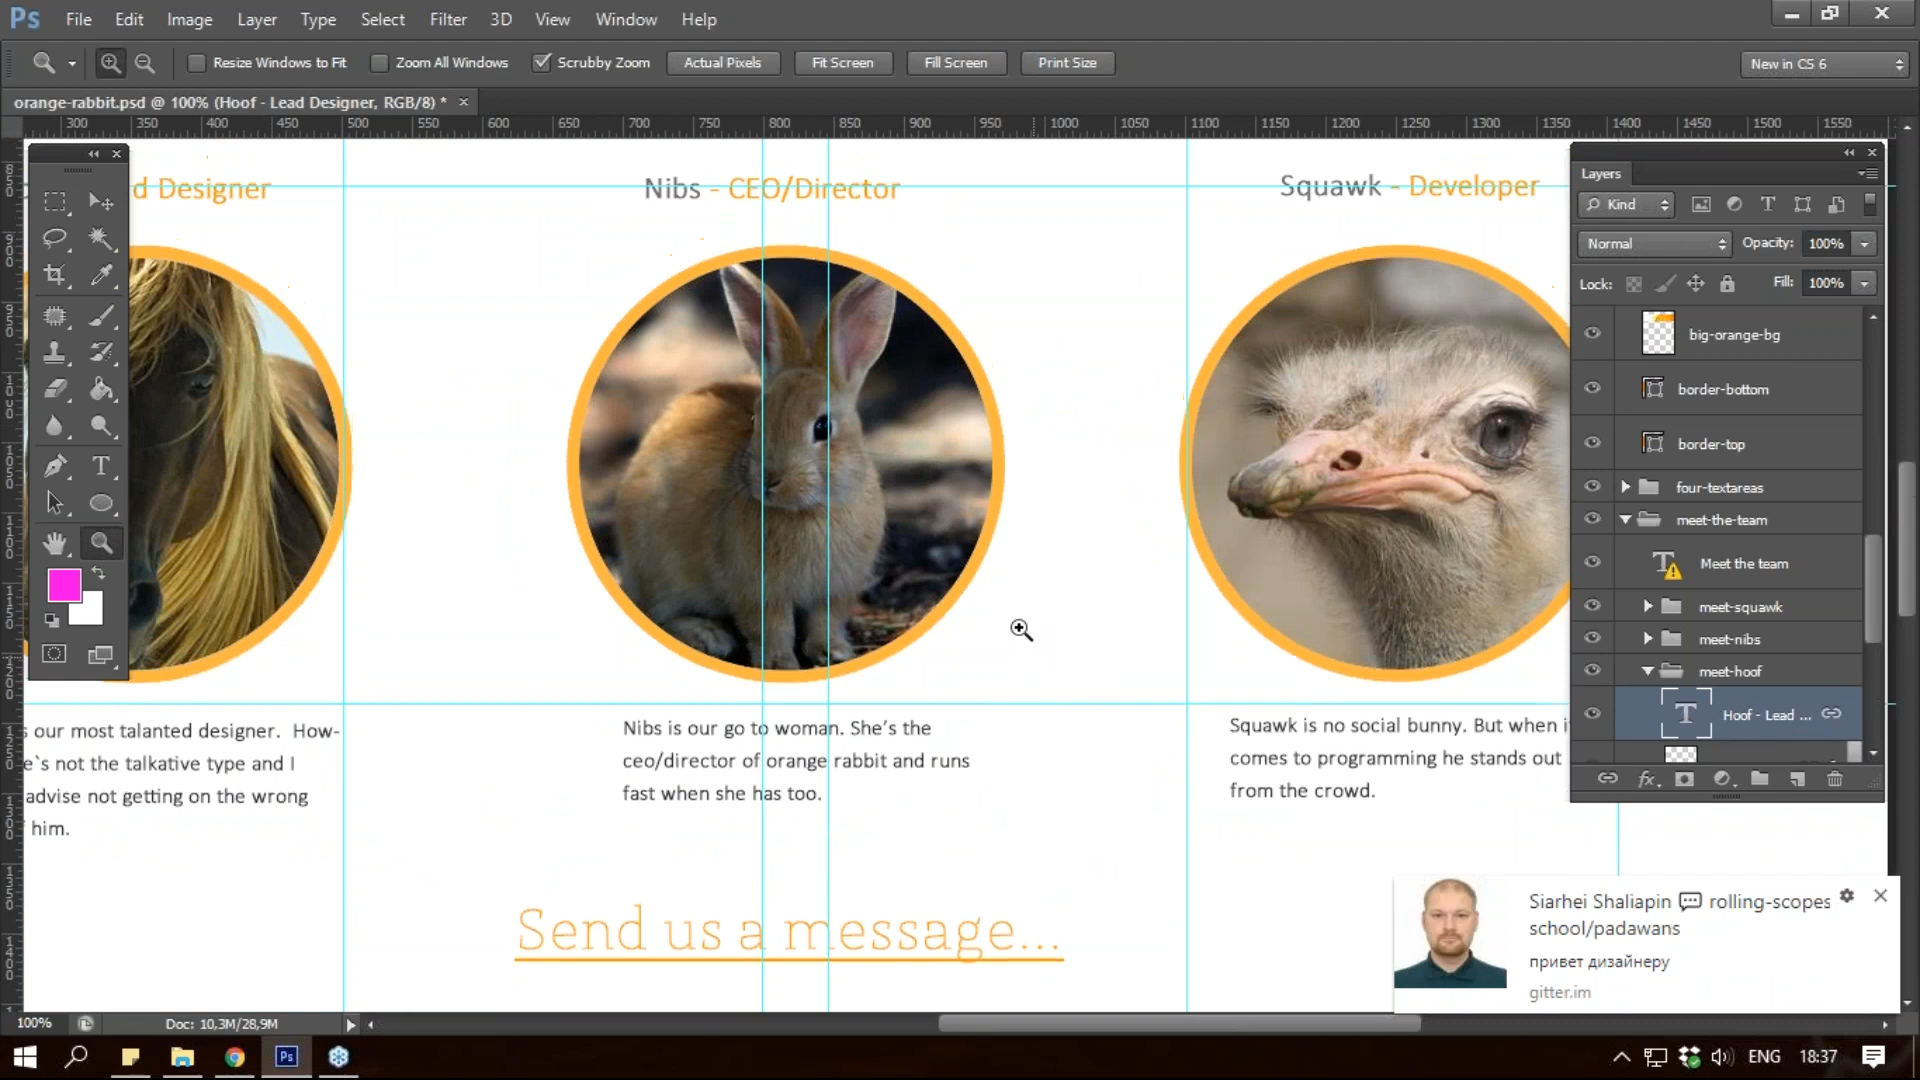 Ps File Edit Image Layer Type Select Filter 3D View Window Help
Resize Windows to Fit Zoom All Windows Scrubby Zoom Actual Pixels Fit Screen Fill Screen Print Size New in CS 6
orange-rabbit.psd @ 100% (Hoof - Lead Designer, RGB/8) *
300 350 400 450 500 550 600 650 700 750 800 850 900 950 1000 1050 1100 1150 1200 1250 1300 1350 1400 1450 1500 1550
d Designer
Nibs - CEO/Director
Squawk - Developer
s our most talanted designer. How-
e`s not the talkative type and I
advise not getting on the wrong
him.
Nibs is our go to woman. She's the
ceo/director of orange rabbit and runs
fast when she has too.
Squawk is no social bunny. But when i
comes to programming he stands out
from the crowd.
Send us a message...
Layers
Kind
Normal Opacity: 100%
Lock: Fill: 100%
big-orange-bg
border-bottom
border-top
four-textareas
meet-the-team
Meet the team
meet-squawk
meet-nibs
meet-hoof
Hoof - Lead ...
Siarhei Shaliapin rolling-scopes
school/padawans
привет дизайнеру
gitter.im
100% Doc: 10,3M/28,9M
Ps ENG 18:37